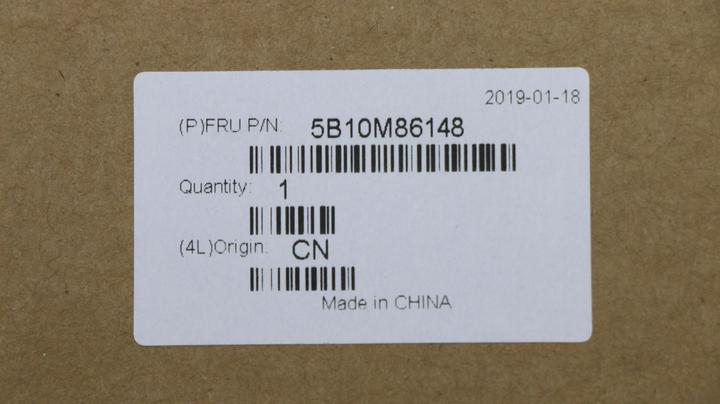 2019-01-18
(P)FRU P/N: 5B10M86148
Quantity: 1
(4L)Origin: CN
Made in CHINA